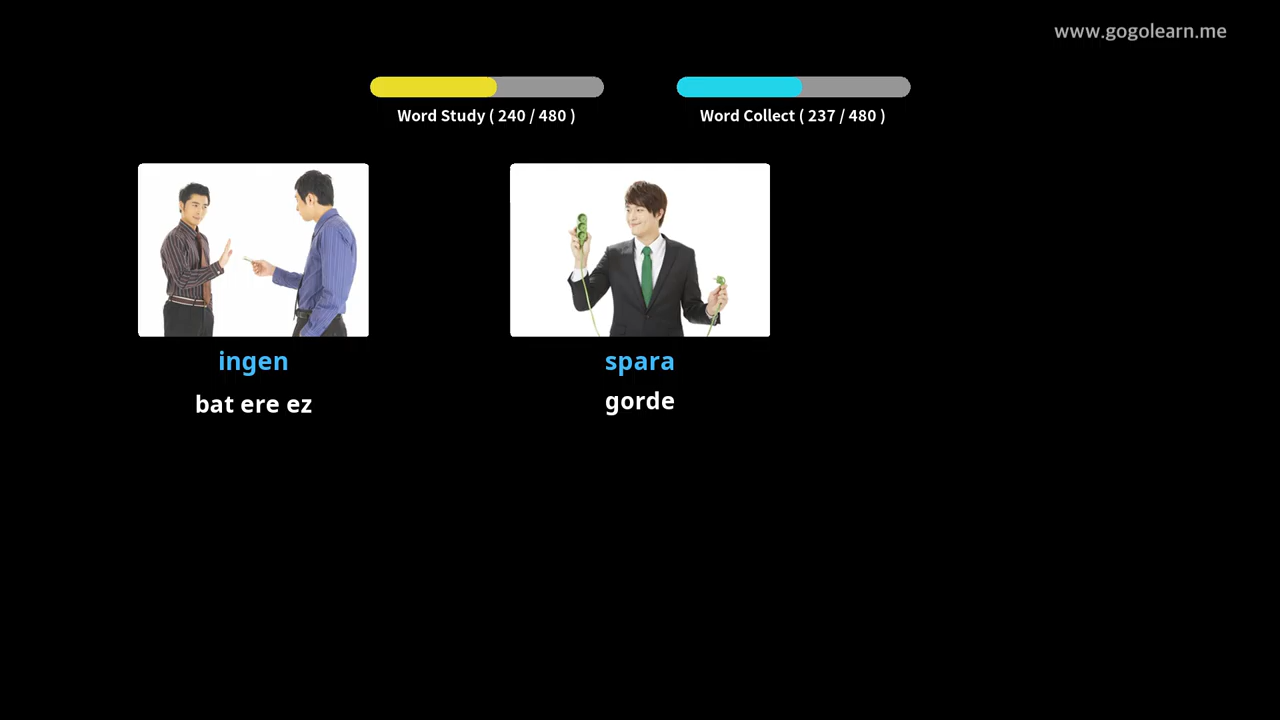 www.gogolearn.me
Word Study ( 240 / 480 )
Word Collect ( 237 / 480 )
ingen
bat ere ez
spara
gorde